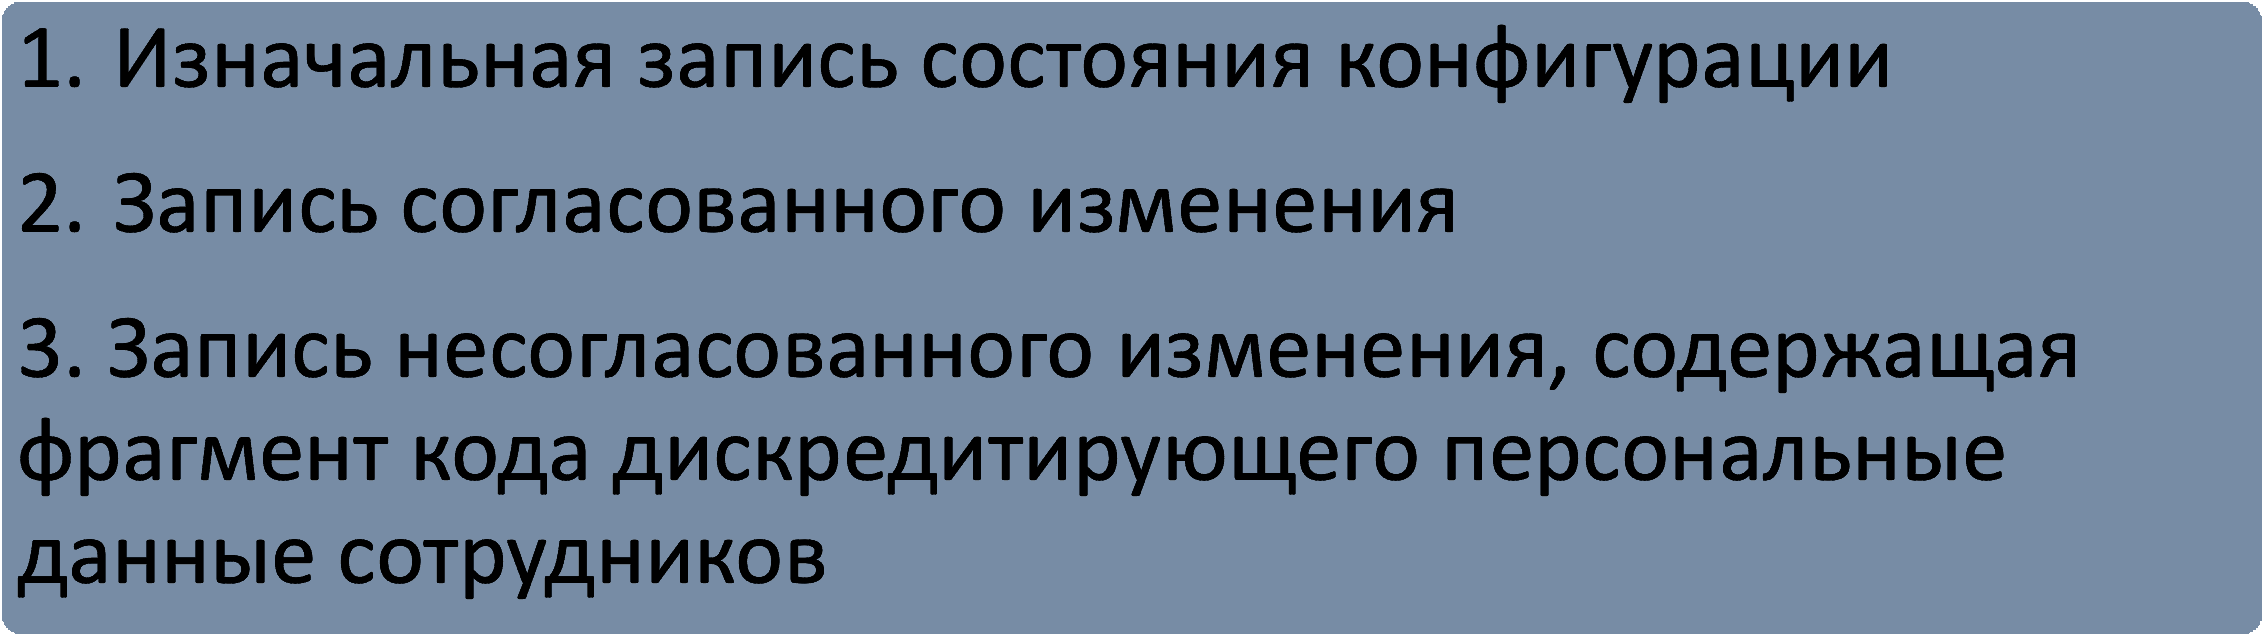 1. Изначальная запись состояния конфигурации
2. Запись согласованного изменения
3. Запись несогласованного изменения, содержащая
фрагмент кода дискредитирующего персональные
данные сотрудников